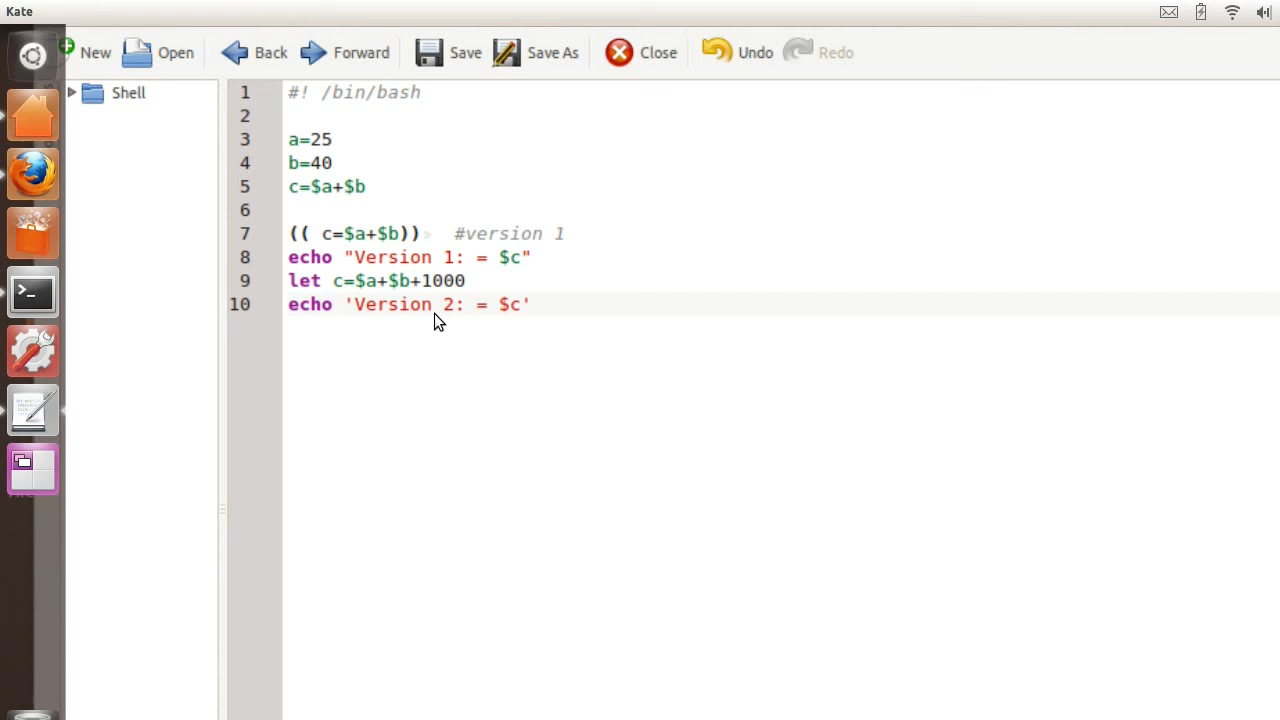 Kate
New Open Back Forward Save Save As Close Undo Redo
Shell
1 #! /bin/bash
2
3 a=25
4 b=40
5 c=$a+$b
6
7 (( c=$a+$b)) #version 1
8 echo "Version 1: = $c"
9 let c=$a+$b+1000
10 echo 'Version 2: = $c'